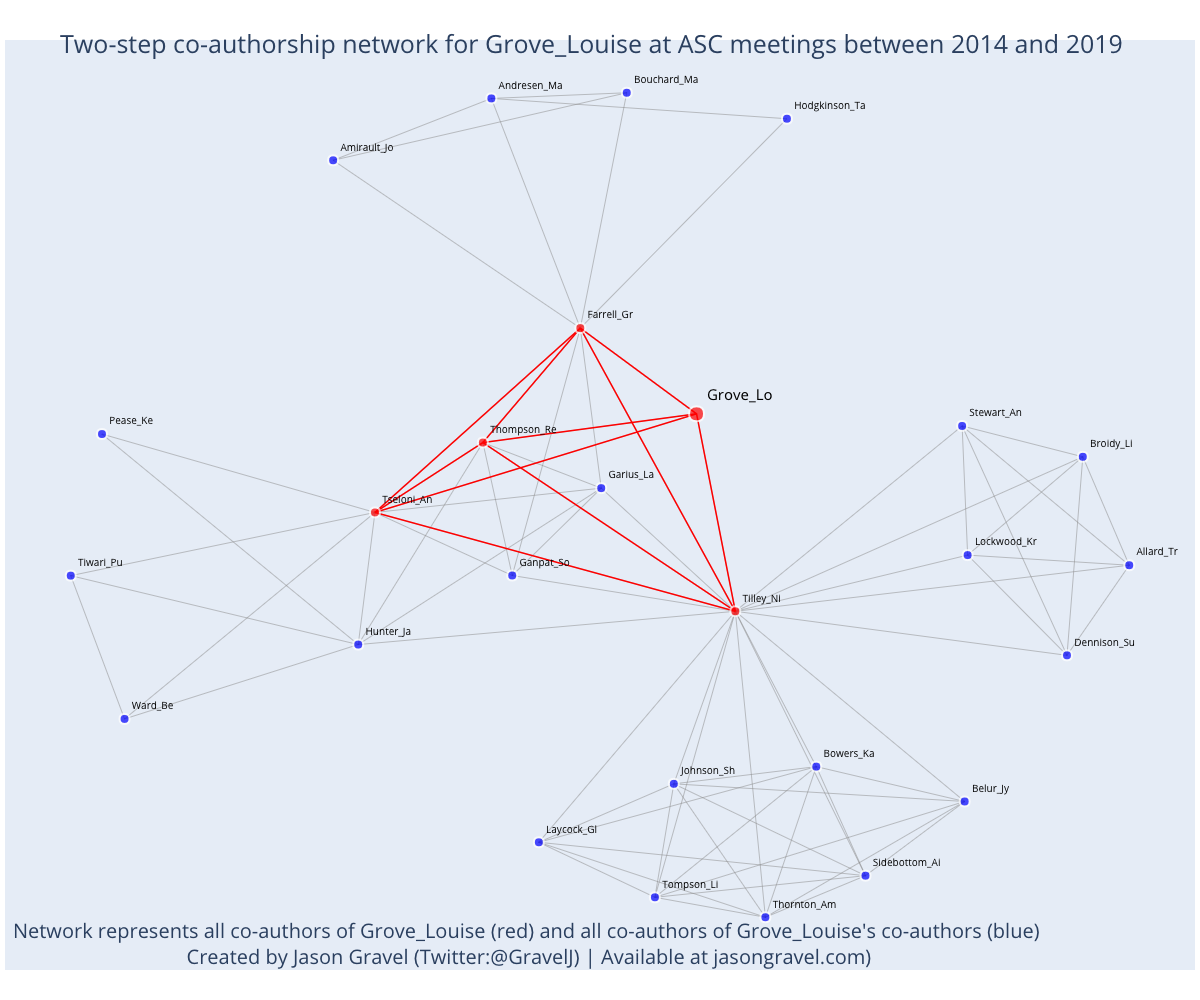 Two-step co-authorship network for Grove_Louise at ASC meetings between 2014 and 2019
Bouchard_Ma
Andresen_Ma
Hodgkinson_Ta
Amirault_Jo
Farrell_Gr
Grove_Lo
Stewart_An
Pease_Ke
Thompson_Re
Broidy_Li
Garius_La
Tseloni_An
Lockwood_Kr
Allard_Tr
Tiwari_Pu
Ganpat_So
Tilley_Ni
Hunter_Ja
Dennison_Su
Ward_Be
Bowers_Ka
Johnson_Sh
Belur_Jy
Laycock_Gl
Sidebottom_Ai
Tompson_Li
Thornton_Am
Network represents all co-authors of Grove_Louise (red) and all co-authors of Grove_Louise's co-authors (blue)
Created by Jason Gravel (Twitter:@GravelJ) | Available at jasongravel.com)